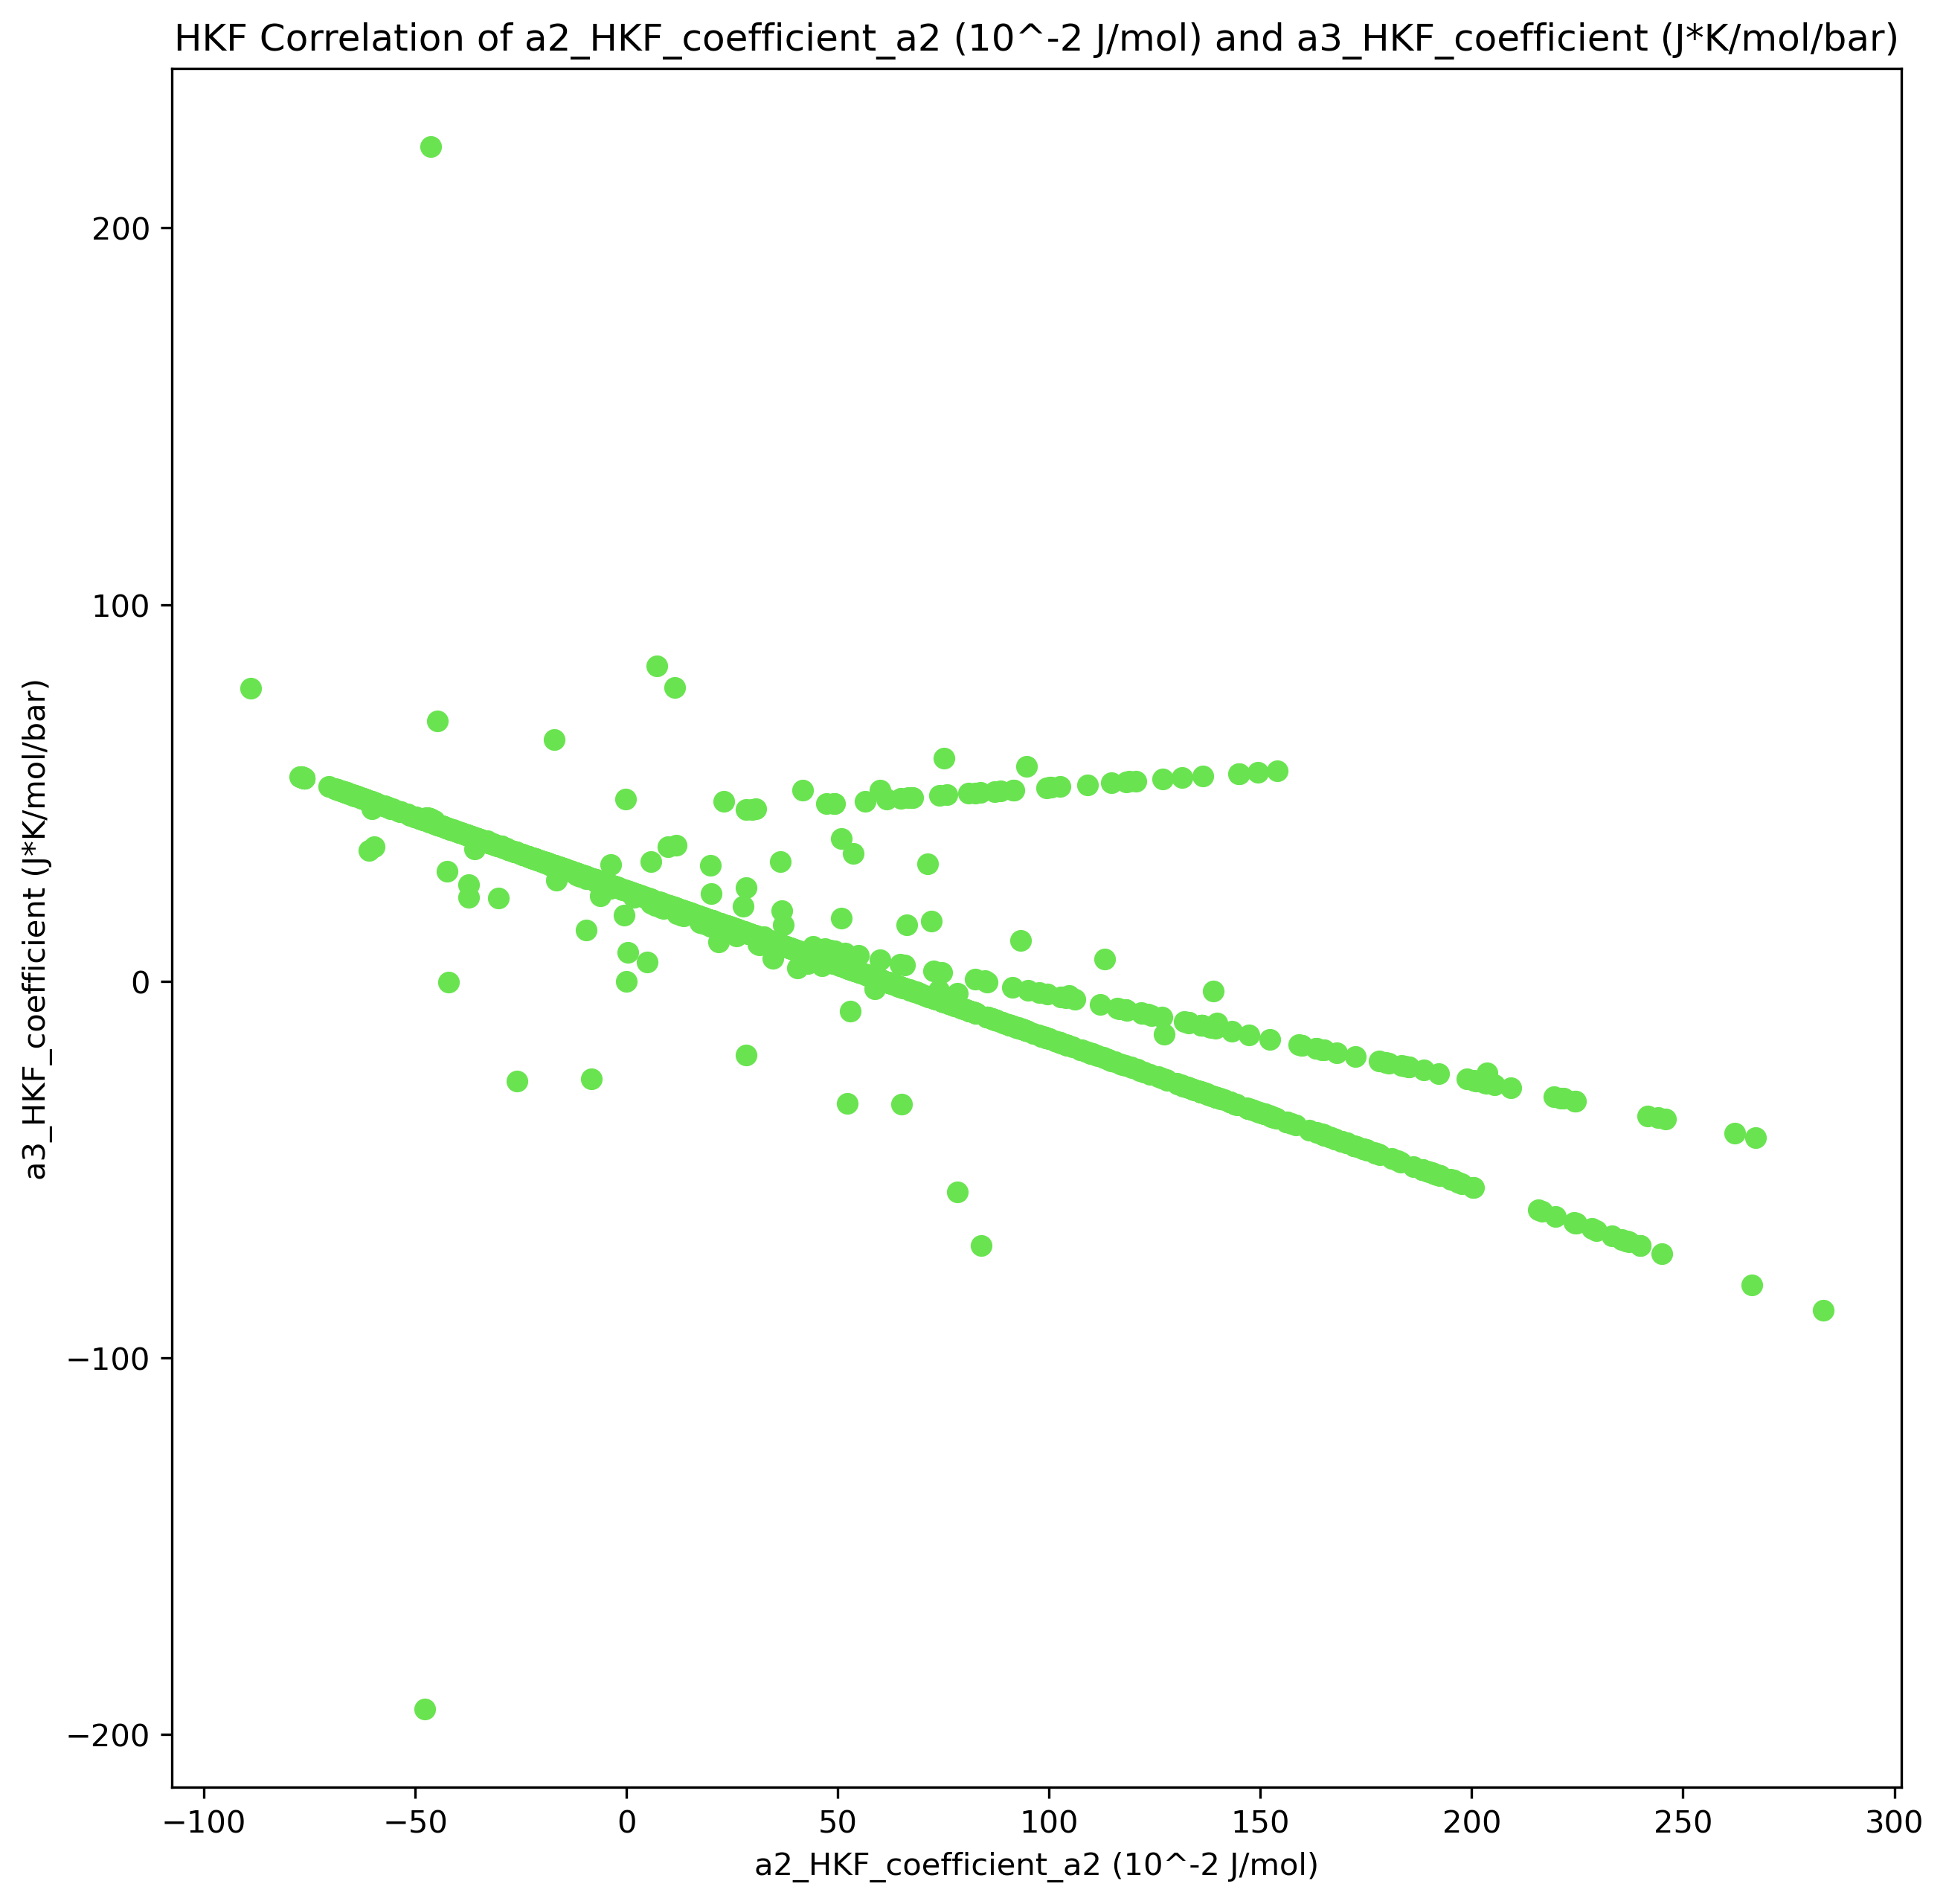 HKF Correlation of a2_HKF_coefficient_a2 (10^-2 J/mol) and a3_HKF_coefficient (J*K/mol/bar)
200
100
0
−100
−200
a3_HKF_coefficient (J*K/mol/bar)
−100 −50 0 50 100 150 200 250 300
a2_HKF_coefficient_a2 (10^-2 J/mol)